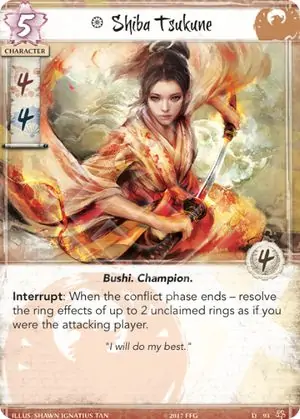 5
Shiba Tsukune
CHARACTER
4
4
4
Bushi. Champion.
Interrupt: When the conflict phase ends – resolve
the ring effects of up to 2 unclaimed rings as if you
were the attacking player.
"I will do my best."
ILLUS. SHAWN IGNATIUS TAN
©2017 FFG
D 93